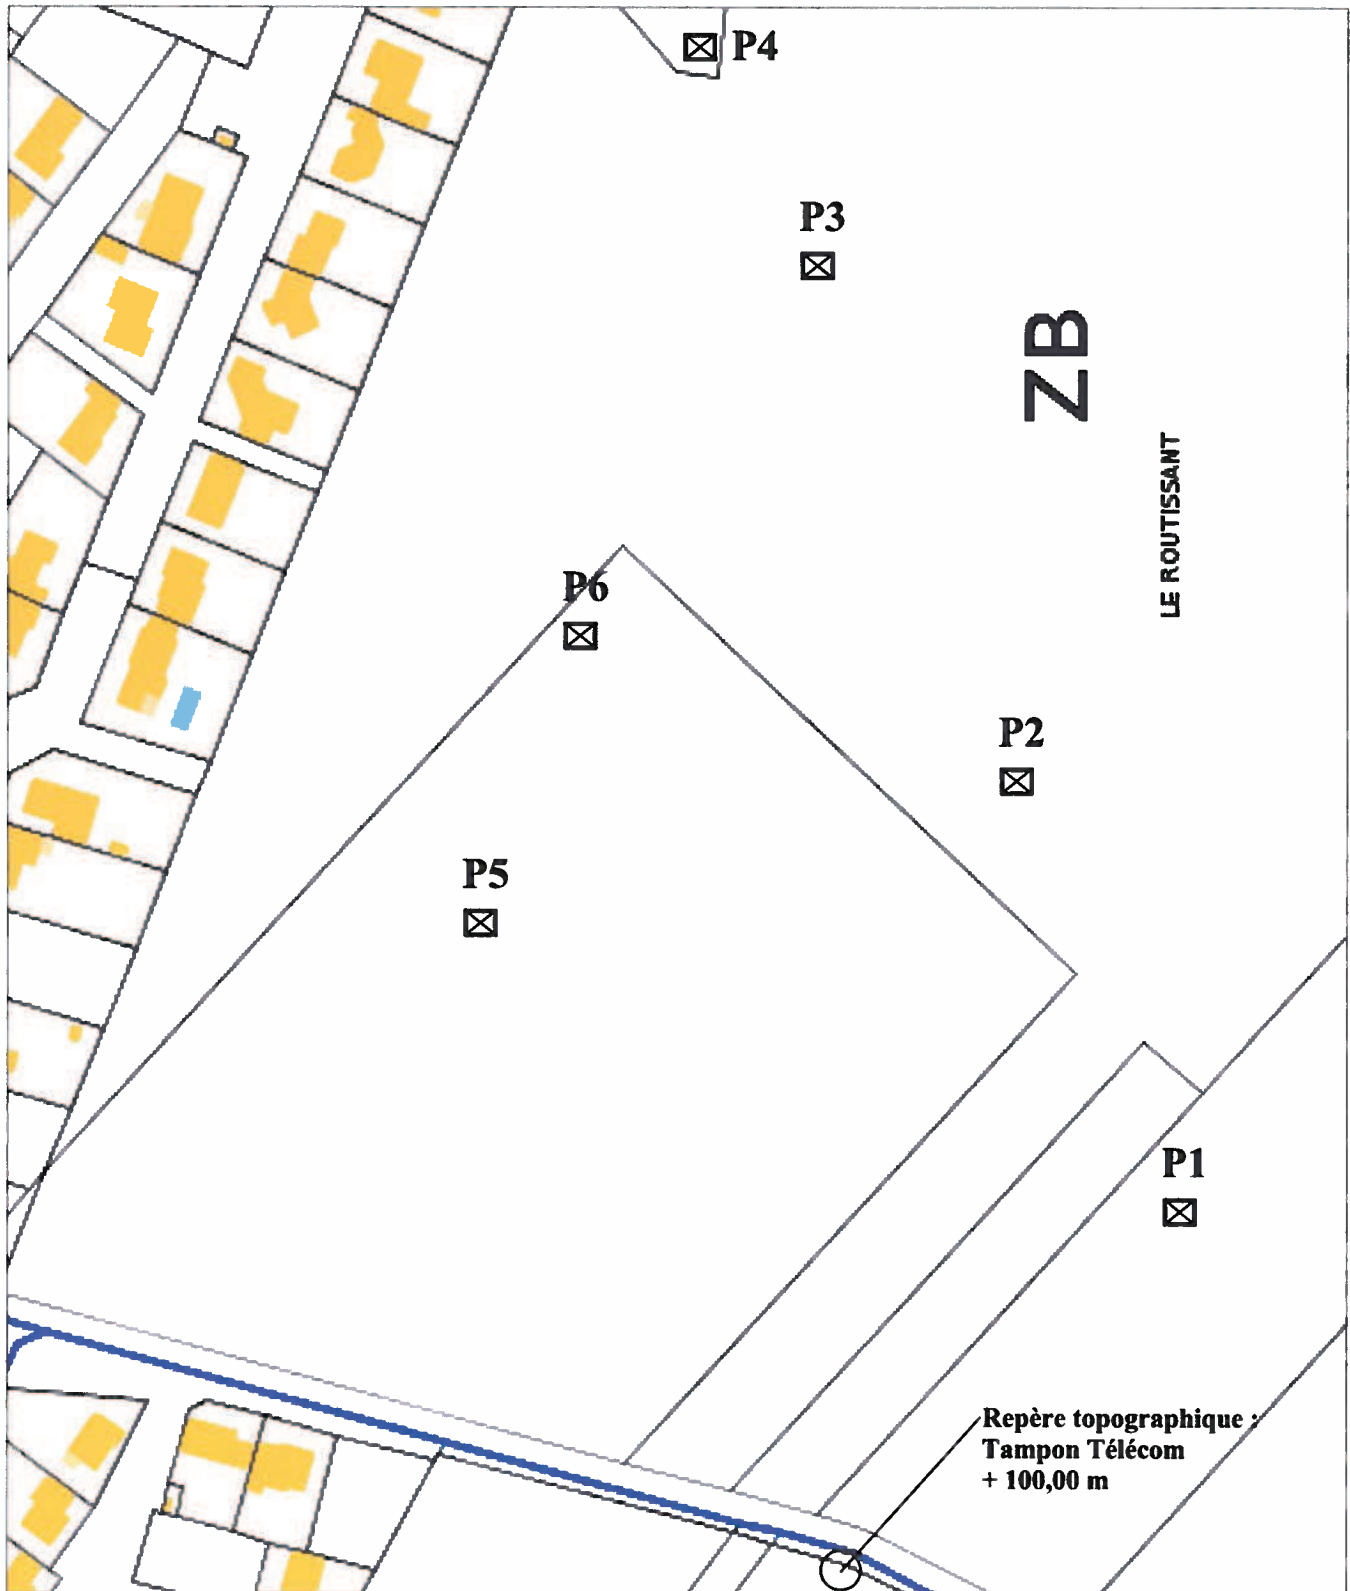 P4
P3
ZB
LE ROUTISSANT
P6
P2
P5
P1
Repère topographique :
Tampon Télécom
+ 100,00 m